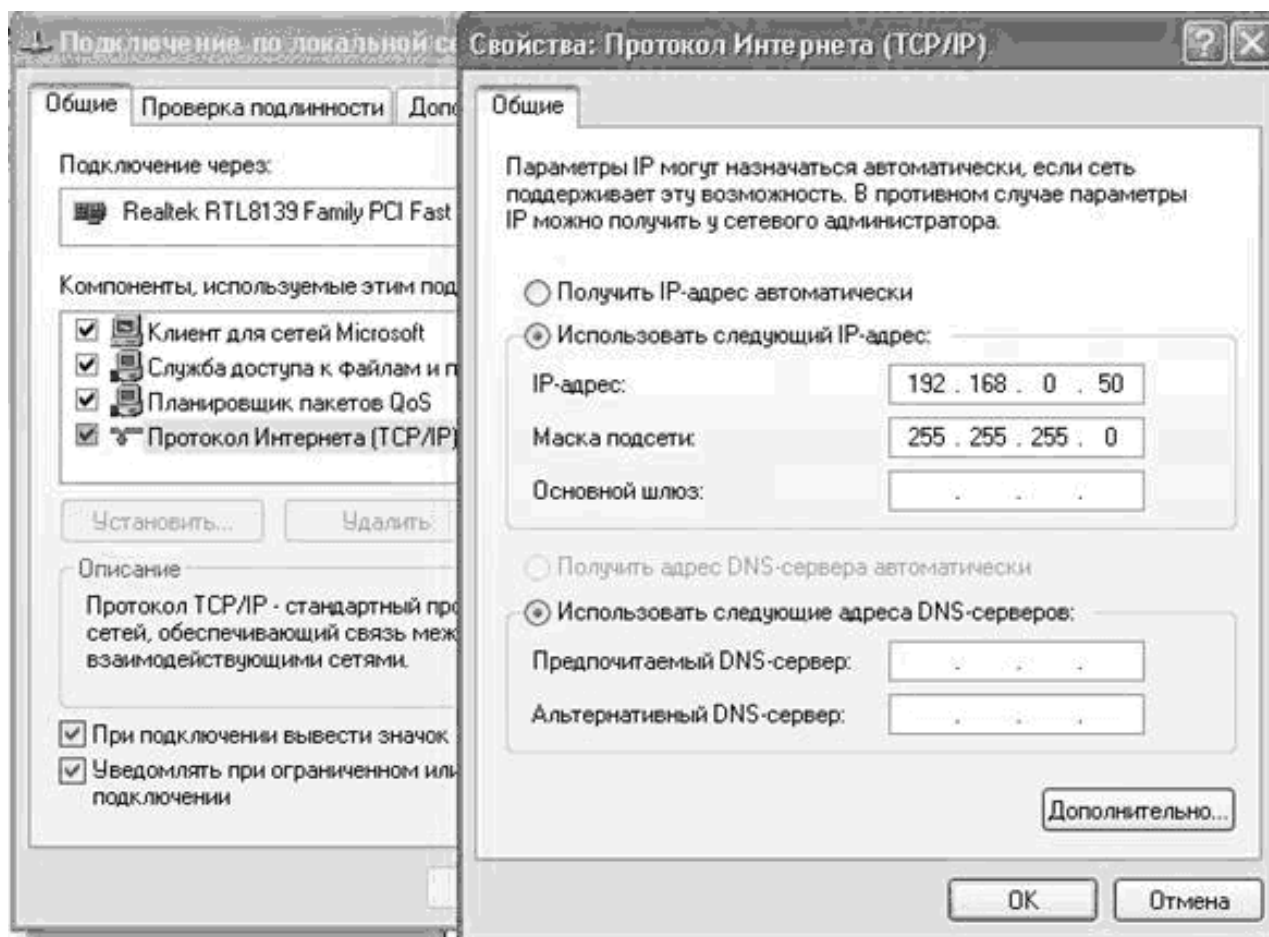 Подключение по локальной се
Общие
Проверка подлинности
Допо
Подключение через:
Realtek RTL8139 Family PCI Fast
Компоненты, используемые этим под
Клиент для сетей Microsoft
Служба доступа к файлам и п
Планировщик пакетов QoS
Протокол Интернета (TCP/IP)
Установить...
Удалить
Описание
Протокол TCP/IP - стандартный про
сетей, обеспечивающий связь меж
взаимодействующими сетями.
При подключении вывести значок
Уведомлять при ограниченном или
подключении
Свойства: Протокол Интернета (TCP/IP)
Общие
Параметры IP могут назначаться автоматически, если сеть
поддерживает эту возможность. В противном случае параметры
IP можно получить у сетевого администратора.
Получить IP-адрес автоматически
Использовать следующий IP-адрес:
IP-адрес: 192 . 168 . 0 . 50
Маска подсети: 255 . 255 . 255 . 0
Основной шлюз: . . .
Получить адрес DNS-сервера автоматически
Использовать следующие адреса DNS-серверов:
Предпочитаемый DNS-сервер: . . .
Альтернативный DNS-сервер: . . .
Дополнительно...
OK
Отмена